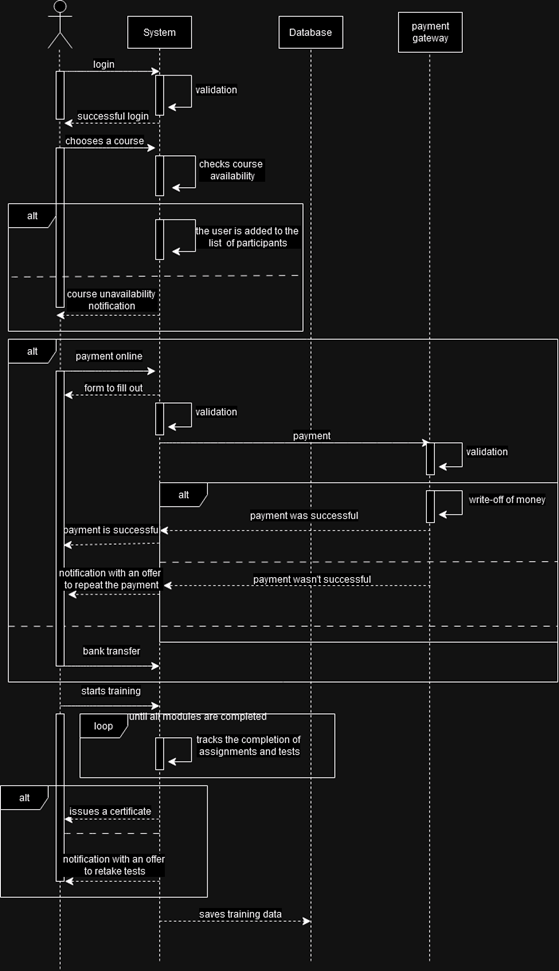 System
Database
payment
gateway
login
validation
successful login
chooses a course
checks course
availability
alt
the user is added to the
list of participants
course unavailability
notification
alt
payment online
form to fill out
validation
payment
validation
alt
write-off of money
payment was successful
payment is successfu
notification with an offer
to repeat the payment
payment wasn't successful
bank transfer
starts training
until all modules are completed
loop
tracks the completion of
assignments and tests
alt
issues a certificate
notification with an offer
to retake tests
saves training data